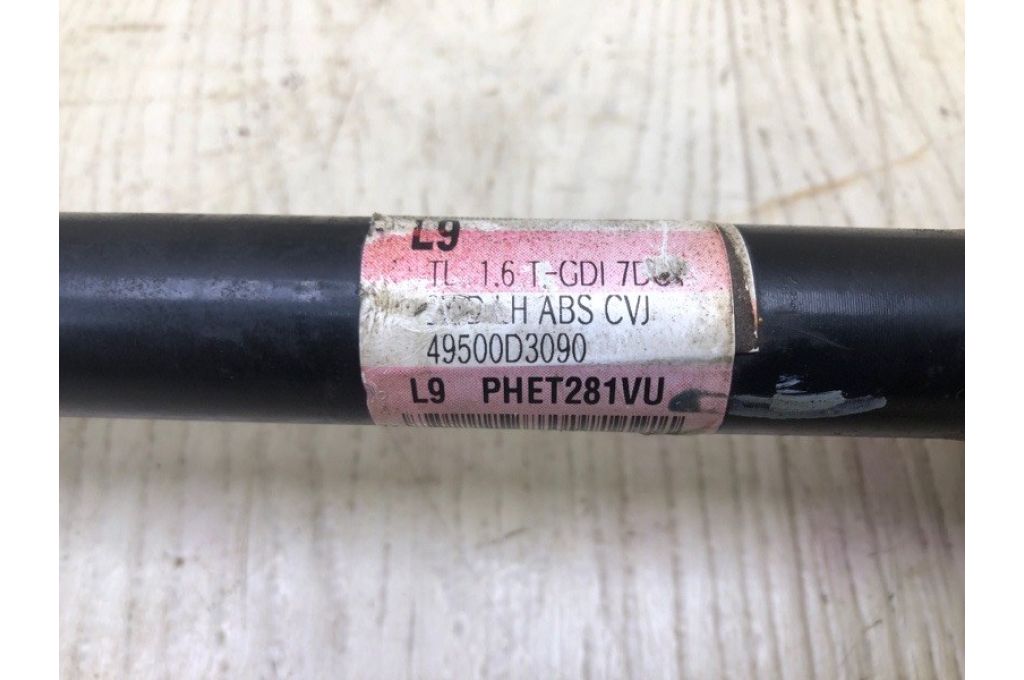 L9
TL 1.6 T-GDI
LH ABS CVJ
49500D3090
L9 PHET281VU